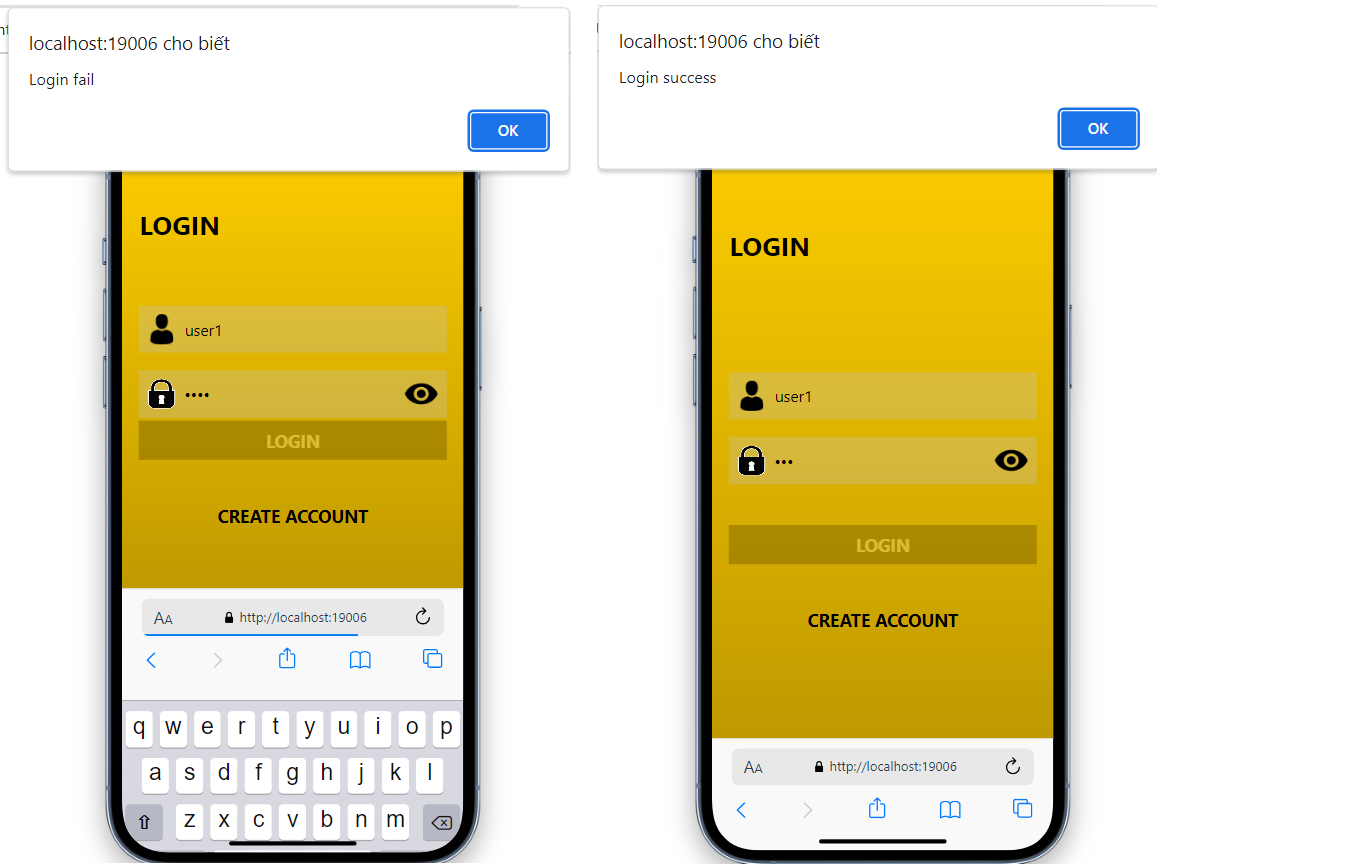 localhost:19006 cho biết
Login fail
OK
LOGIN
user1
••••
LOGIN
CREATE ACCOUNT
AA
http://localhost:19006
q w e r t y u i o p
a s d f g h j k l
z x c v b n m
localhost:19006 cho biết
Login success
OK
LOGIN
user1
•••
LOGIN
CREATE ACCOUNT
AA
http://localhost:19006